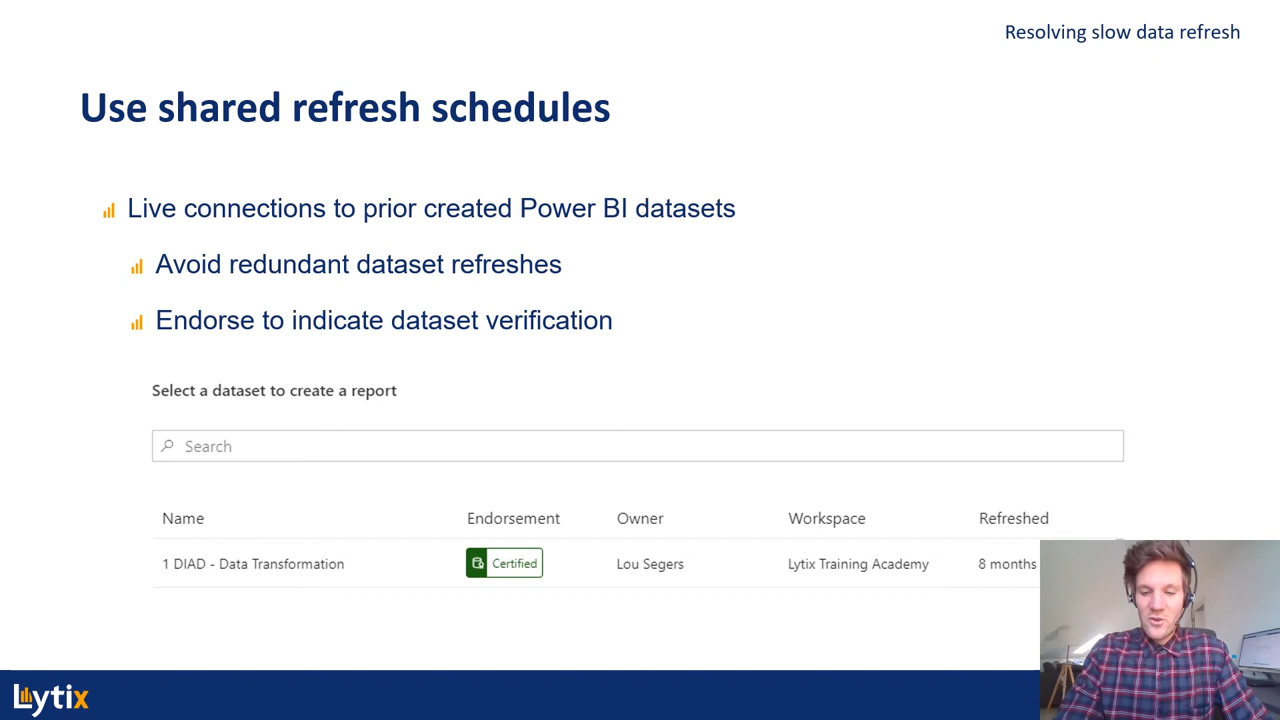 Resolving slow data refresh
Use shared refresh schedules
Live connections to prior created Power BI datasets
Avoid redundant dataset refreshes
Endorse to indicate dataset verification
Select a dataset to create a report
Search
Name Endorsement Owner Workspace Refreshed
1 DIAD - Data Transformation Certified Lou Segers Lytix Training Academy 8 months
Lytix